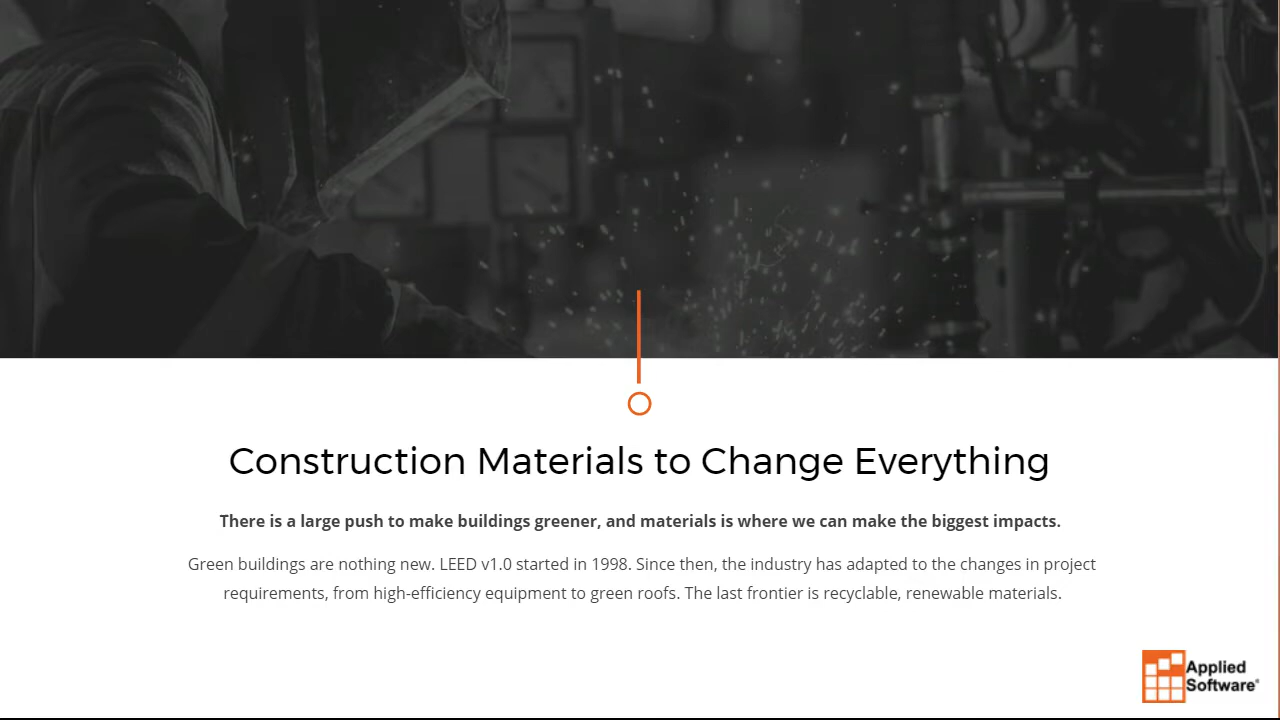 Construction Materials to Change Everything
There is a large push to make buildings greener, and materials is where we can make the biggest impacts.
Green buildings are nothing new. LEED v1.0 started in 1998. Since then, the industry has adapted to the changes in project
requirements, from high-efficiency equipment to green roofs. The last frontier is recyclable, renewable materials.
Applied
Software®